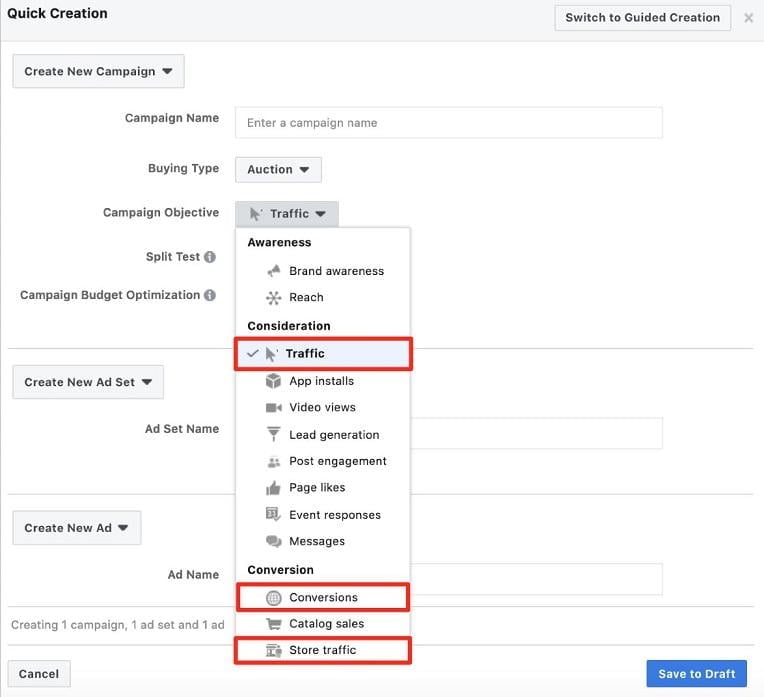 Quick Creation
Switch to Guided Creation
Create New Campaign
Campaign Name
Enter a campaign name
Buying Type
Auction
Campaign Objective
Traffic
Awareness
Split Test
Brand awareness
Campaign Budget Optimization
Reach
Consideration
Traffic
Create New Ad Set
App installs
Video views
Ad Set Name
Lead generation
Post engagement
Page likes
Event responses
Create New Ad
Messages
Conversion
Ad Name
Conversions
Creating 1 campaign, 1 ad set and 1 ad
Catalog sales
Store traffic
Cancel
Save to Draft